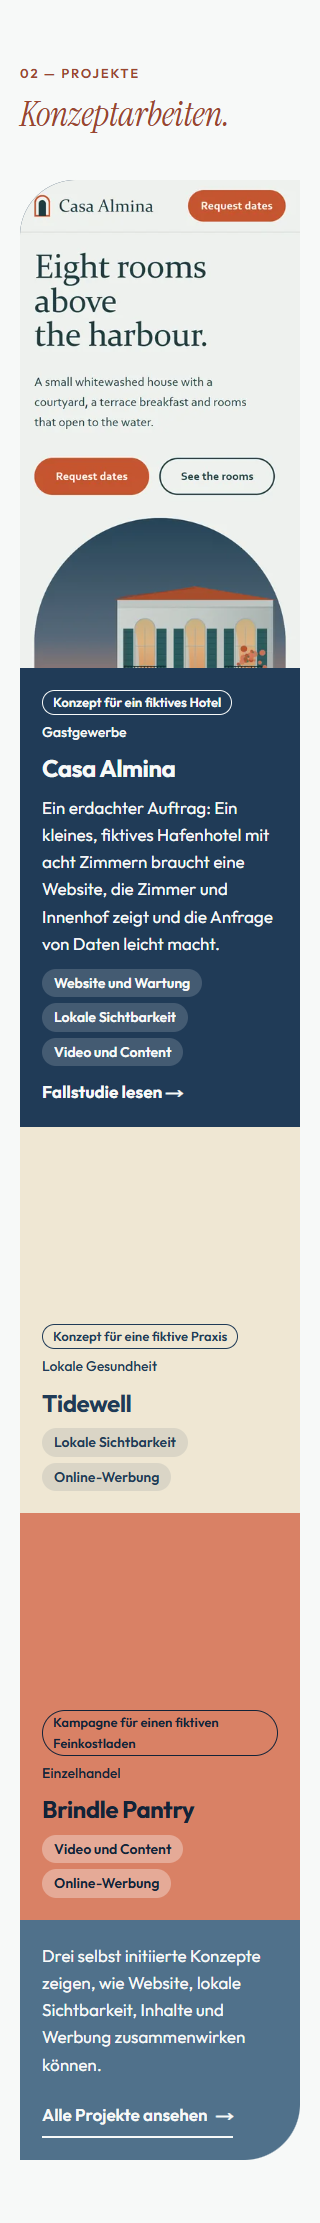 02 — PROJEKTE
Konzeptarbeiten.
Casa Almina
Request dates
Eight rooms
above
the harbour.
A small whitewashed house with a
courtyard, a terrace breakfast and rooms
that open to the water.
Request dates
See the rooms
Konzept für ein fiktives Hotel
Gastgewerbe
Casa Almina
Ein erdachter Auftrag: Ein
kleines, fiktives Hafenhotel mit
acht Zimmern braucht eine
Website, die Zimmer und
Innenhof zeigt und die Anfrage
von Daten leicht macht.
Website und Wartung
Lokale Sichtbarkeit
Video und Content
Fallstudie lesen →
Konzept für eine fiktive Praxis
Lokale Gesundheit
Tidewell
Lokale Sichtbarkeit
Online-Werbung
Kampagne für einen fiktiven
Feinkostladen
Einzelhandel
Brindle Pantry
Video und Content
Online-Werbung
Drei selbst initiierte Konzepte
zeigen, wie Website, lokale
Sichtbarkeit, Inhalte und
Werbung zusammenwirken
können.
Alle Projekte ansehen →